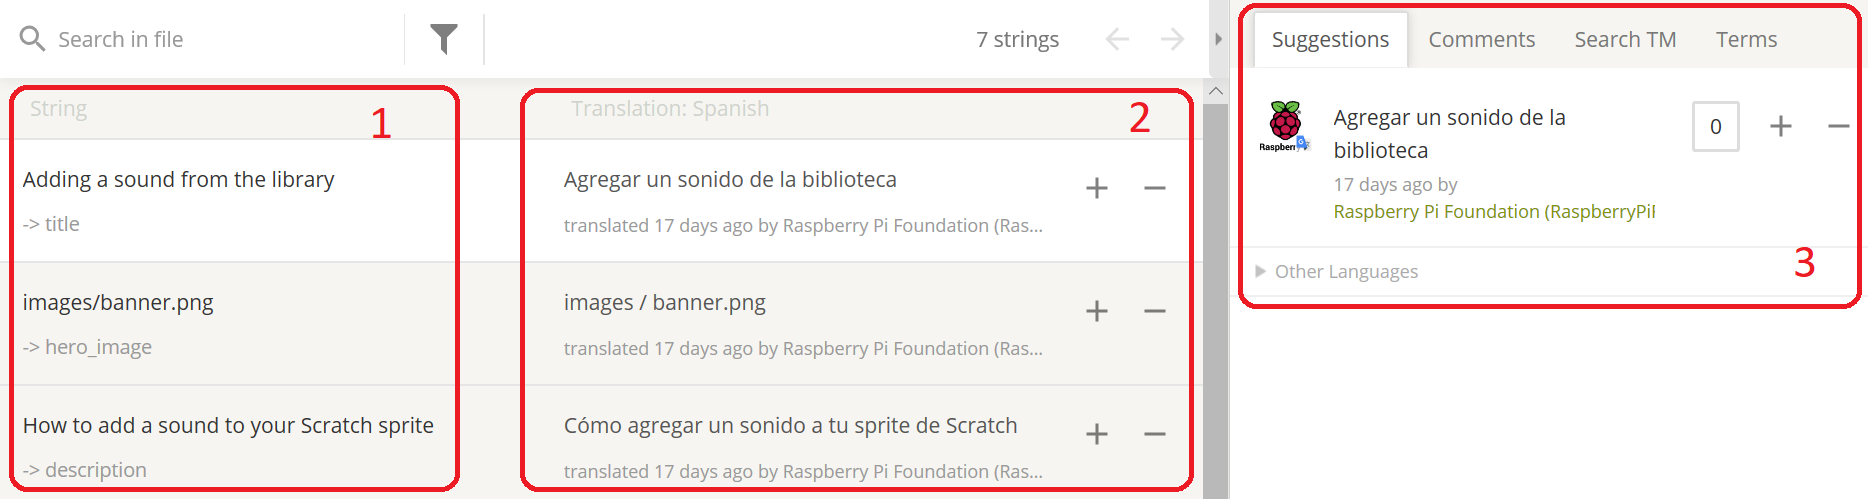 Search in file
7 strings
String
1
Translation: Spanish
2
Adding a sound from the library
-> title
Agregar un sonido de la biblioteca
translated 17 days ago by Raspberry Pi Foundation (Ras...
images/banner.png
-> hero_image
images / banner.png
translated 17 days ago by Raspberry Pi Foundation (Ras...
How to add a sound to your Scratch sprite
-> description
Cómo agregar un sonido a tu sprite de Scratch
translated 17 days ago by Raspberry Pi Foundation (Ras...
Suggestions Comments Search TM Terms
Agregar un sonido de la
biblioteca
0
17 days ago by
Raspberry Pi Foundation (RaspberryPiF
Other Languages
3